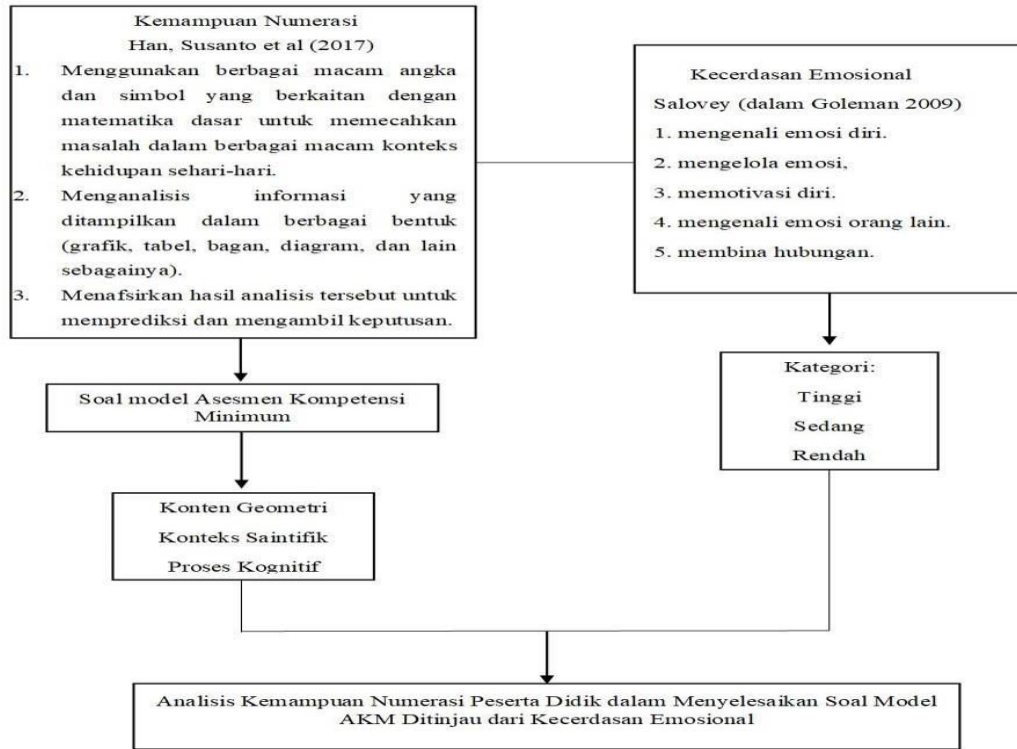 Kemampuan Numerasi
Han, Susanto et al (2017)
1. Menggunakan berbagai macam angka
dan simbol yang berkaitan dengan
matematika dasar untuk memecahkan
masalah dalam berbagai macam konteks
kehidupan sehari-hari.
2. Menganalisis informasi yang
ditampilkan dalam berbagai bentuk
(grafik, tabel, bagan, diagram, dan lain
sebagainya).
3. Menafsirkan hasil analisis tersebut untuk
memprediksi dan mengambil keputusan.
Kecerdasan Emosional
Salovey (dalam Goleman 2009)
1. mengenali emosi diri.
2. mengelola emosi,
3. memotivasi diri.
4. mengenali emosi orang lain.
5. membina hubungan.
Soal model Asesmen Kompetensi
Minimum
Kategori:
Tinggi
Sedang
Rendah
Konten Geometri
Konteks Saintifik
Proses Kognitif
Analisis Kemampuan Numerasi Peserta Didik dalam Menyelesaikan Soal Model
AKM Ditinjau dari Kecerdasan Emosional